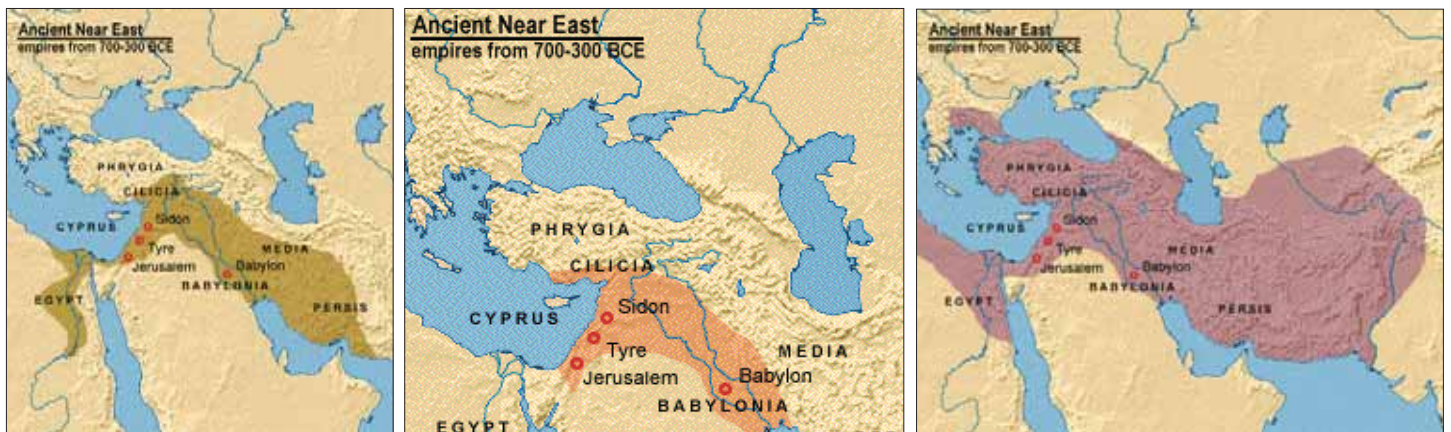 Ancient Near East
empires from 700-300 BCE
PHRYGIA
CILICIA
CYPRUS
Sidon
Tyre
MEDIA
Jerusalem
Babylon
BABYLONIA
EGYPT
PERSIS
Ancient Near East
empires from 700-300 BCE
PHRYGIA
CILICIA
Sidon
CYPRUS
Tyre
MEDIA
Jerusalem
Babylon
BABYLONIA
EGYPT
Ancient Near East
empires from 700-300 BCE
PHRYGIA
CILICIA
CYPRUS
Sidon
Tyre
MEDIA
Jerusalem
Babylon
BABYLONIA
EGYPT
PERSIS